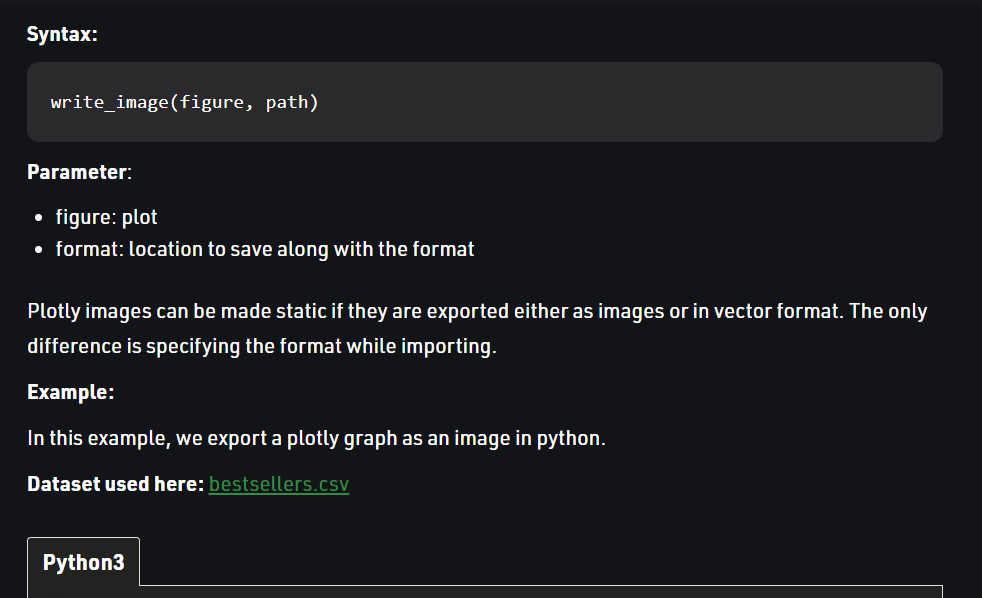 Syntax:
write_image(figure, path)
Parameter:
figure: plot
format: location to save along with the format
Plotly images can be made static if they are exported either as images or in vector format. The only
difference is specifying the format while importing.
Example:
In this example, we export a plotly graph as an image in python.
Dataset used here: bestsellers.csv
Python3